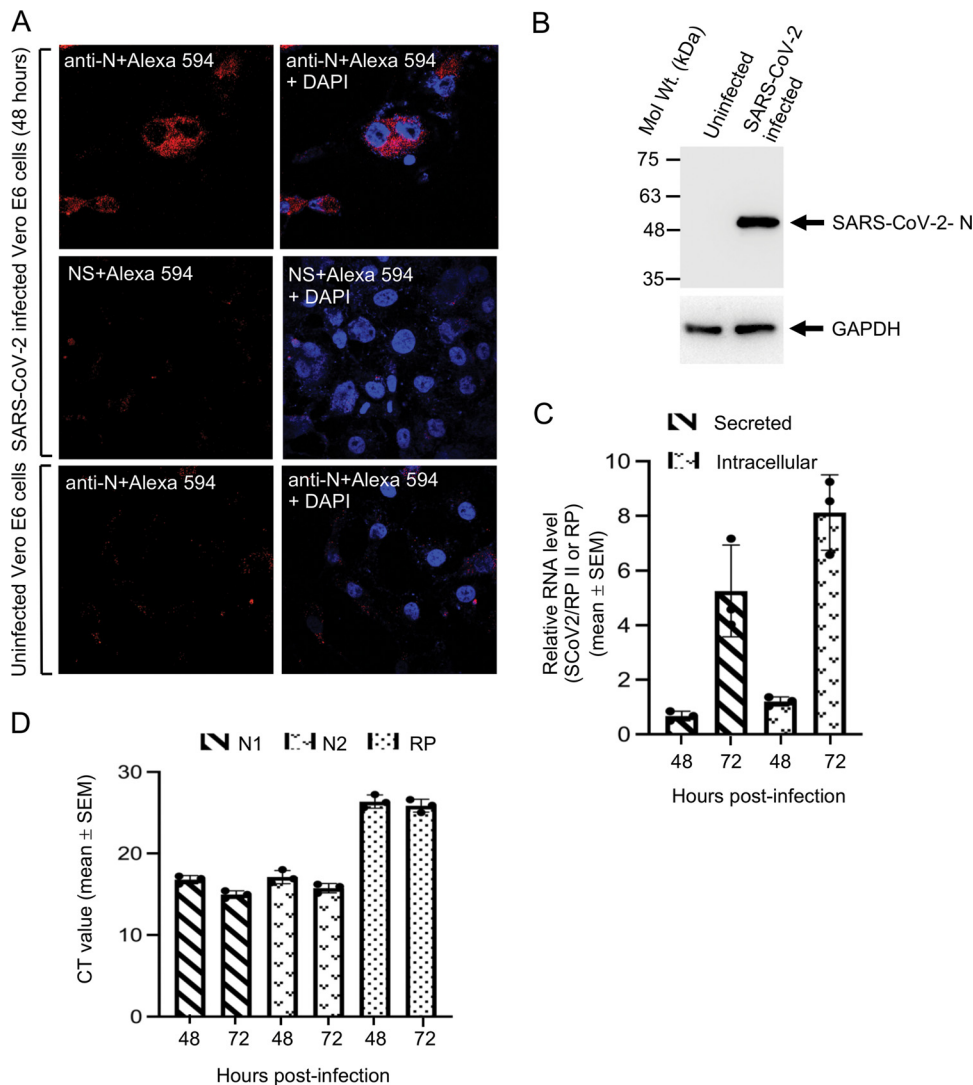 A
SARS-CoV-2 infected Vero E6 cells (48 hours)
anti-N+Alexa 594
anti-N+Alexa 594
+ DAPI
NS+Alexa 594
NS+Alexa 594
+ DAPI
Uninfected Vero E6 cells
anti-N+Alexa 594
anti-N+Alexa 594
+ DAPI
B
Mol Wt. (kDa)
Uninfected
SARS-CoV-2
infected
75
63
48
35
SARS-CoV-2- N
GAPDH
C
Secreted
Intracellular
Relative RNA level
(SCoV2/RP II or RP)
(mean ± SEM)
10
8
6
4
2
0
48 72 48 72
Hours post-infection
D
N1 N2 RP
CT value (mean ± SEM)
30
20
10
0
48 72 48 72 48 72
Hours post-infection